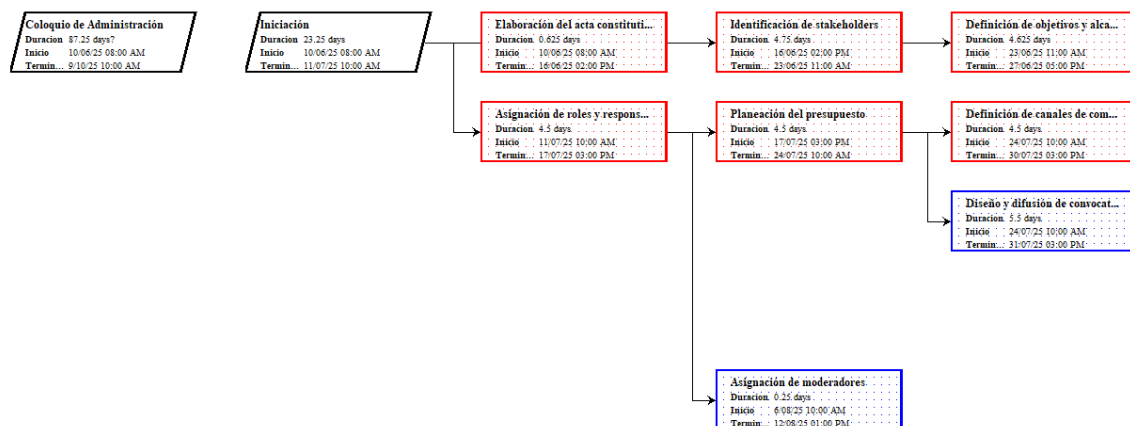 Coloquio de Administración
Duracion 87.25 days?
Inicio 10/06/25 08:00 AM
Termin... 9/10/25 10:00 AM
Iniciación
Duracion 23.25 days
Inicio 10/06/25 08:00 AM
Termin... 11/07/25 10:00 AM
Elaboración del acta constituti...
Duracion 0.625 days
Inicio 10/06/25 08:00 AM
Termin... 16/06/25 02:00 PM
Identificación de stakeholders
Duracion 4.75 days
Inicio 16/06/25 02:00 PM
Termin... 23/06/25 11:00 AM
Definición de objetivos y alca...
Duracion 4.625 days
Inicio 23/06/25 11:00 AM
Termin... 27/06/25 05:00 PM
Asignación de roles y respons...
Duracion 4.5 days
Inicio 11/07/25 10:00 AM
Termin... 17/07/25 03:00 PM
Planeación del presupuesto
Duracion 4.5 days
Inicio 17/07/25 03:00 PM
Termin... 24/07/25 10:00 AM
Definición de canales de com...
Duracion 4.5 days
Inicio 24/07/25 10:00 AM
Termin... 30/07/25 03:00 PM
Diseño y difusión de convocat...
Duracion 5.5 days
Inicio 24/07/25 10:00 AM
Termin... 31/07/25 03:00 PM
Asignación de moderadores
Duracion 0.25 days
Inicio 6/08/25 10:00 AM
Termin... 12/08/25 01:00 PM